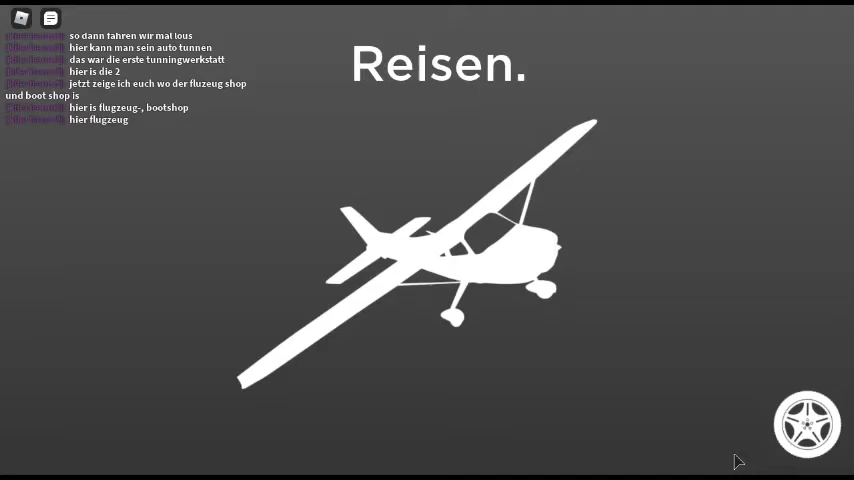 so dann fahren wir mal lous
hier kann man sein auto tunnen
das war die erste tunningwerkstatt
hier is die 2
jetzt zeige ich euch wo der fluzeug shop
und boot shop is
hier is flugzeug-, bootshop
hier flugzeug
Reisen.